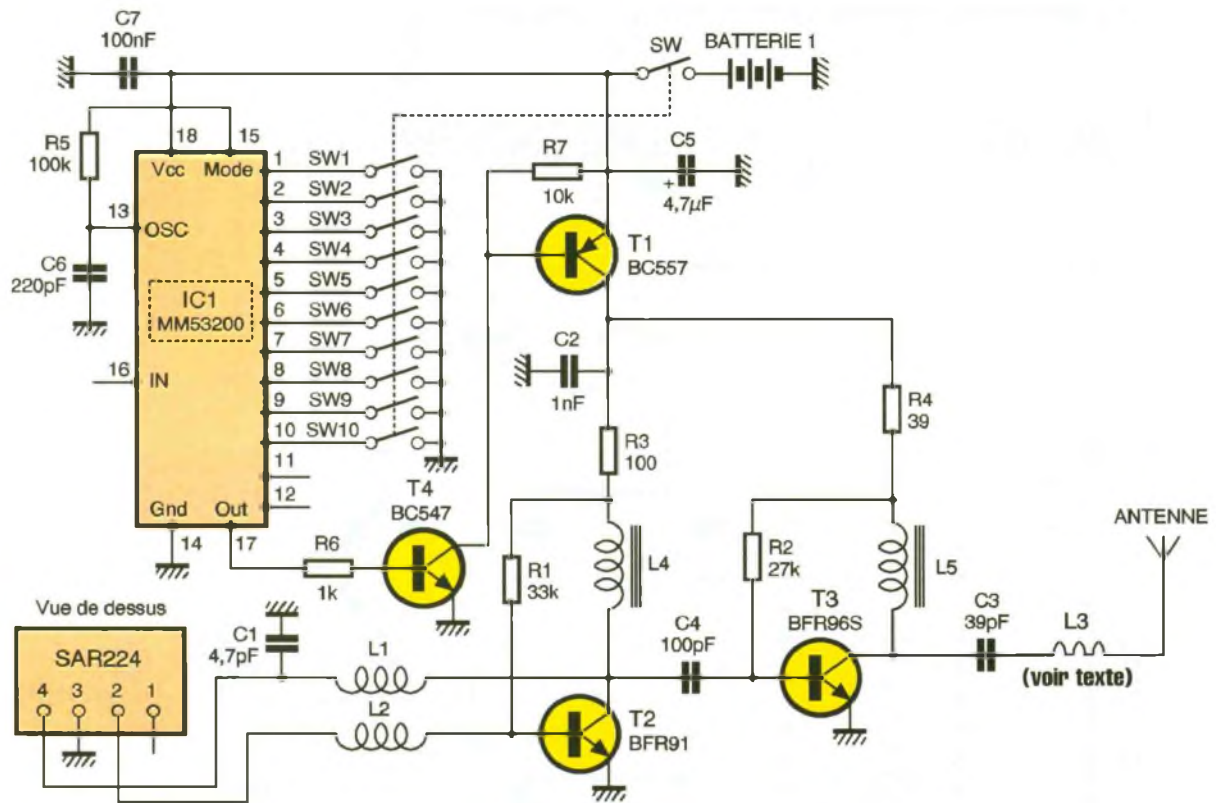 C7
100nF
SW
BATTERIE 1
R5
100k
18
15
Vcc
Mode
13
OSC
C6
220pF
IC1
MM53200
16
IN
Gnd
Out
14
17
1
SW1
2
SW2
3
SW3
4
SW4
5
SW5
6
SW6
7
SW7
8
SW8
9
SW9
10
SW10
11
12
R7
10k
C5
+
4,7µF
T1
BC557
C2
1nF
R3
100
R4
39
T4
BC547
R6
1k
R1
33k
L4
R2
27k
L5
ANTENNE
T3
BFR96S
C3
39pF
L3
(voir texte)
C4
100pF
Vue de dessus
SAR224
4
3
2
1
C1
4,7pF
L1
L2
T2
BFR91